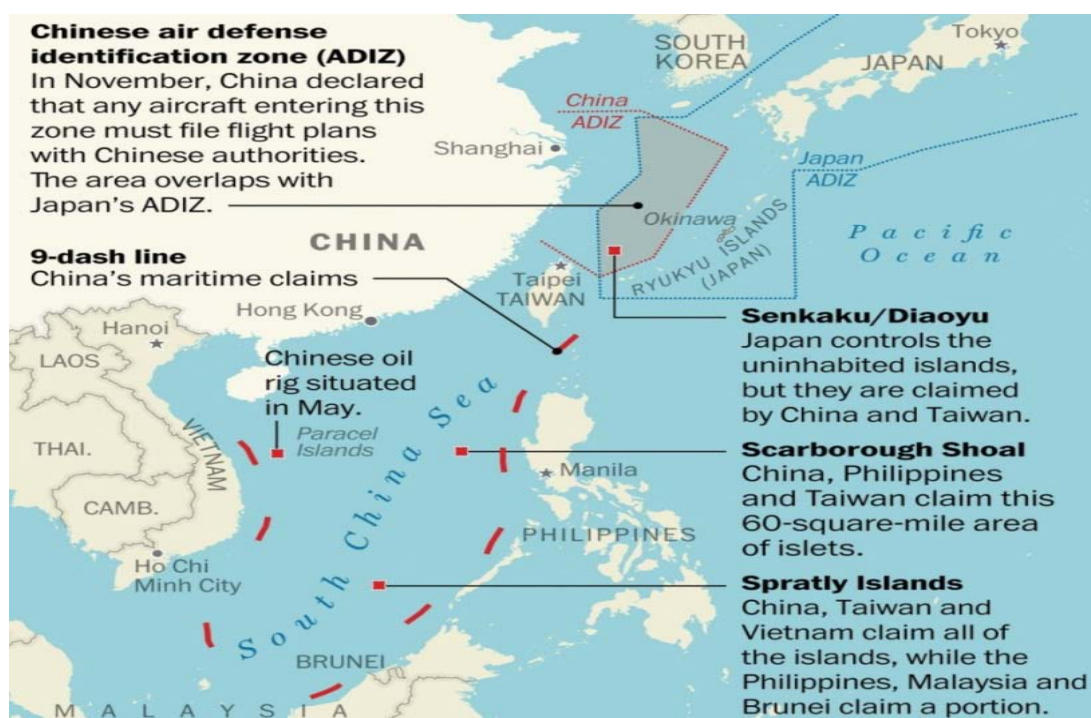 Chinese air defense
identification zone (ADIZ)
In November, China declared
that any aircraft entering this
zone must file flight plans
with Chinese authorities.
The area overlaps with
Japan's ADIZ.
9-dash line
China's maritime claims
CHINA
Shanghai
Hong Kong
Hanoi
LAOS
THAI.
VIETNAM
CAMB.
Ho Chi
Minh City
Chinese oil
rig situated
in May.
Paracel
Islands
South China Sea
BRUNEI
MALAYSIA
SOUTH
KOREA
Tokyo
JAPAN
China
ADIZ
Japan
ADIZ
Okinawa
RYUKYU ISLANDS
(JAPAN)
Pacific
Ocean
Taipei
TAIWAN
Manila
PHILIPPINES
Senkaku/Diaoyu
Japan controls the
uninhabited islands,
but they are claimed
by China and Taiwan.
Scarborough Shoal
China, Philippines
and Taiwan claim this
60-square-mile area
of islets.
Spratly Islands
China, Taiwan and
Vietnam claim all of
the islands, while the
Philippines, Malaysia and
Brunei claim a portion.